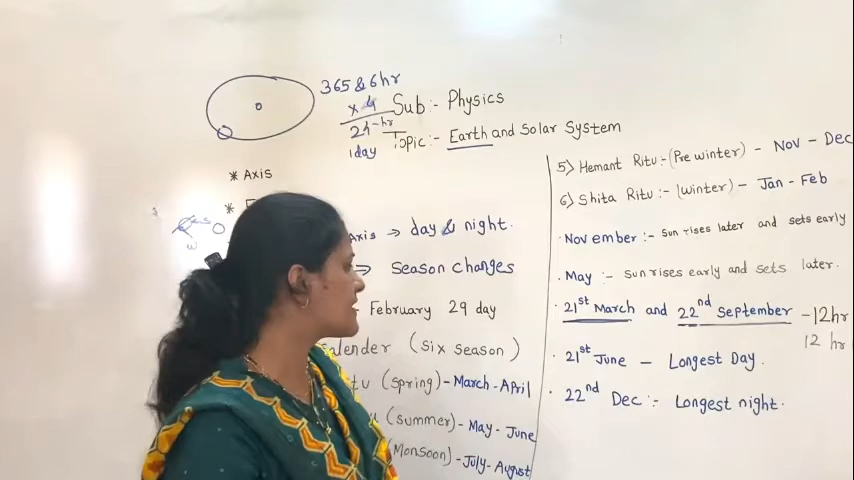 365 & 6hr
× 4
24-hr
1day
Sub:- Physics
Topic:- Earth and Solar System
* Axis
*
Axis → day & night.
⇒ Season changes
February 29 day
calender (six season)
(spring) - March - April
(summer) - May - June
(Monsoon) - July - August
5) Hemant Ritu:- (Pre winter) - Nov - Dec
6) Shita Ritu:- (winter) - Jan - Feb
· November:- Sun rises later and sets early
· May :- Sun rises early and sets later.
· 21st March and 22nd September - 12hr
12 hr
· 21st June - Longest Day.
· 22nd Dec :- Longest night.